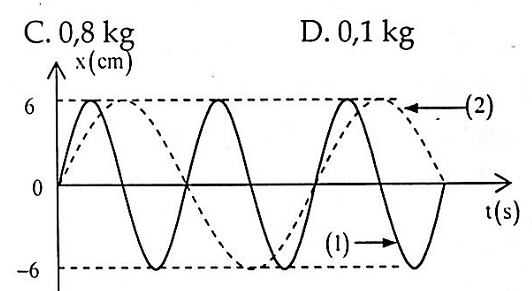 C. 0,8 kg D. 0,1 kg
x(cm)
6
(2)
0
t(s)
(1)
-6